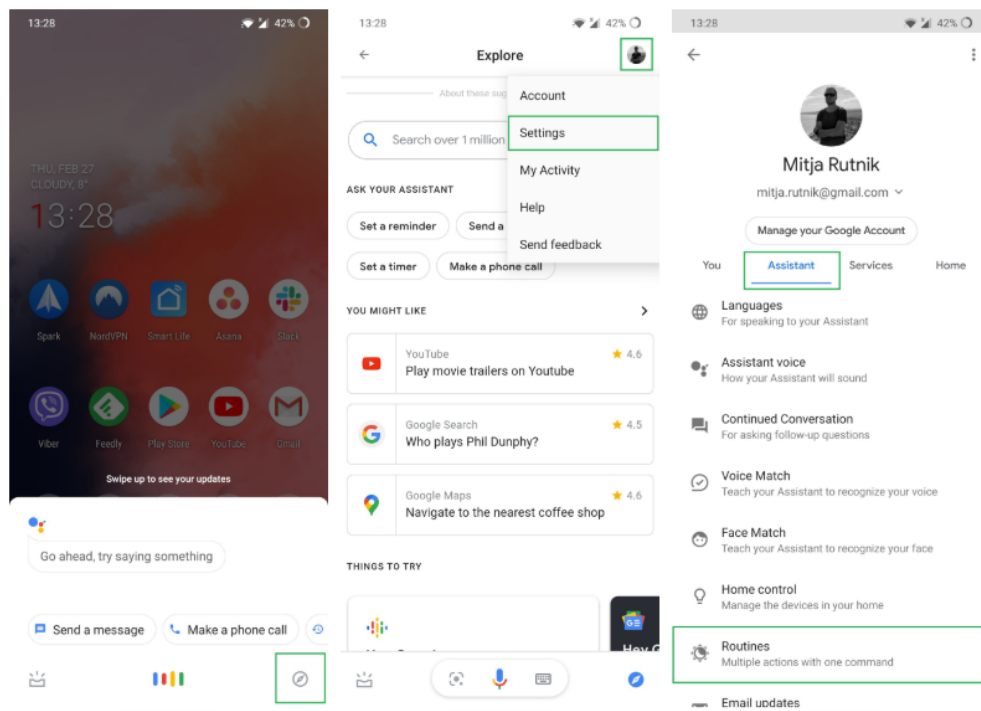 13:28
42%
THU, FEB 27
CLOUDY, 8°
13:28
Spark
NordVPN
Smart Life
Asana
Slack
Viber
Feedly
Play Store
YouTube
Gmail
Swipe up to see your updates
Go ahead, try saying something
Send a message
Make a phone call
13:28
42%
Explore
About these sug
Account
Settings
My Activity
Help
Send feedback
Search over 1 million
ASK YOUR ASSISTANT
Set a reminder
Send a
Set a timer
Make a phone call
YOU MIGHT LIKE
YouTube
4.6
Play movie trailers on Youtube
Google Search
4.5
Who plays Phil Dunphy?
Google Maps
4.6
Navigate to the nearest coffee shop
THINGS TO TRY
GE
13:28
42%
Mitja Rutnik
mitja.rutnik@gmail.com
Manage your Google Account
You
Assistant
Services
Home
Languages
For speaking to your Assistant
Assistant voice
How your Assistant will sound
Continued Conversation
For asking follow-up questions
Voice Match
Teach your Assistant to recognize your voice
Face Match
Teach your Assistant to recognize your face
Home control
Manage the devices in your home
Routines
Multiple actions with one command
Email updates